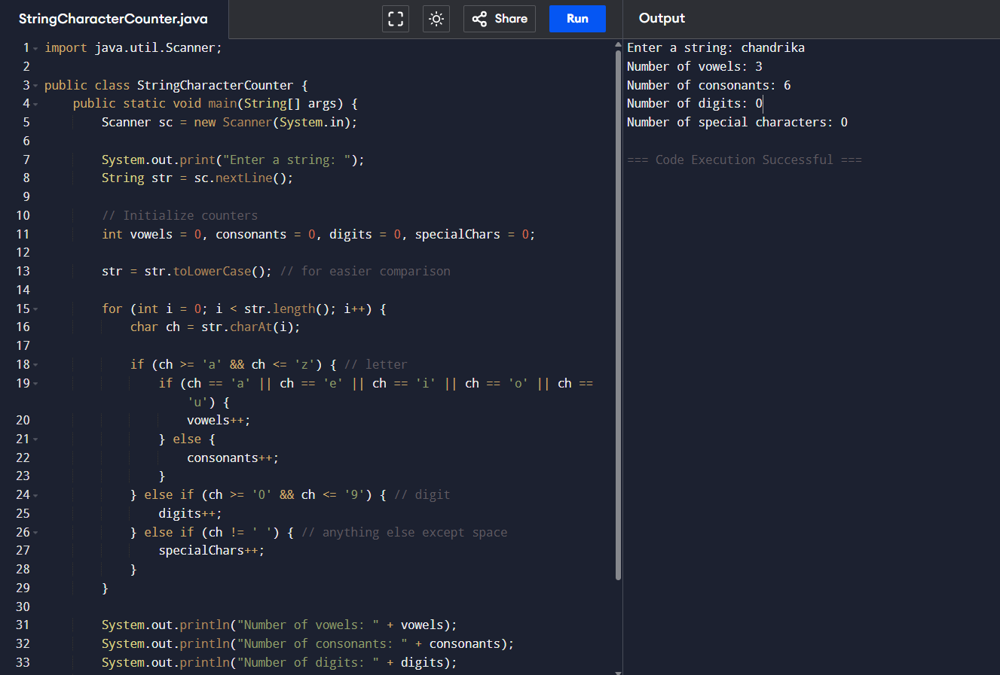 StringCharacterCounter.java
Share
Run
Output
1 import java.util.Scanner;
2
3 public class StringCharacterCounter {
4     public static void main(String[] args) {
5         Scanner sc = new Scanner(System.in);
6
7         System.out.print("Enter a string: ");
8         String str = sc.nextLine();
9
10         // Initialize counters
11         int vowels = 0, consonants = 0, digits = 0, specialChars = 0;
12
13         str = str.toLowerCase(); // for easier comparison
14
15         for (int i = 0; i < str.length(); i++) {
16             char ch = str.charAt(i);
17
18             if (ch >= 'a' && ch <= 'z') { // letter
19                 if (ch == 'a' || ch == 'e' || ch == 'i' || ch == 'o' || ch ==
                    'u') {
20                     vowels++;
21                 } else {
22                     consonants++;
23                 }
24             } else if (ch >= '0' && ch <= '9') { // digit
25                 digits++;
26             } else if (ch != ' ') { // anything else except space
27                 specialChars++;
28             }
29         }
30
31         System.out.println("Number of vowels: " + vowels);
32         System.out.println("Number of consonants: " + consonants);
33         System.out.println("Number of digits: " + digits);
Enter a string: chandrika
Number of vowels: 3
Number of consonants: 6
Number of digits: 0
Number of special characters: 0
=== Code Execution Successful ===